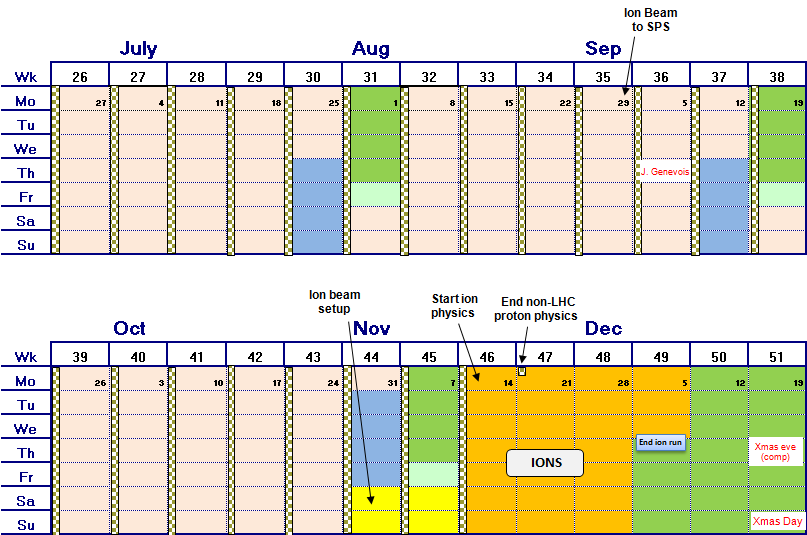 Ion Beam
to SPS
July Aug Sep
Wk 26 27 28 29 30 31 32 33 34 35 36 37 38
Mo 27 4 11 18 25 1 8 15 22 29 5 12 19
Tu
We
Th J. Genevois
Fr
Sa
Su
Ion beam
setup
Start ion
physics
End non-LHC
proton physics
Oct Nov Dec
Wk 39 40 41 42 43 44 45 46 47 48 49 50 51
Mo 26 3 10 17 24 31 7 14 21 28 5 12 19
Tu
We
End ion run
Xmas eve
(comp)
Th
IONS
Fr
Sa
Su Xmas Day